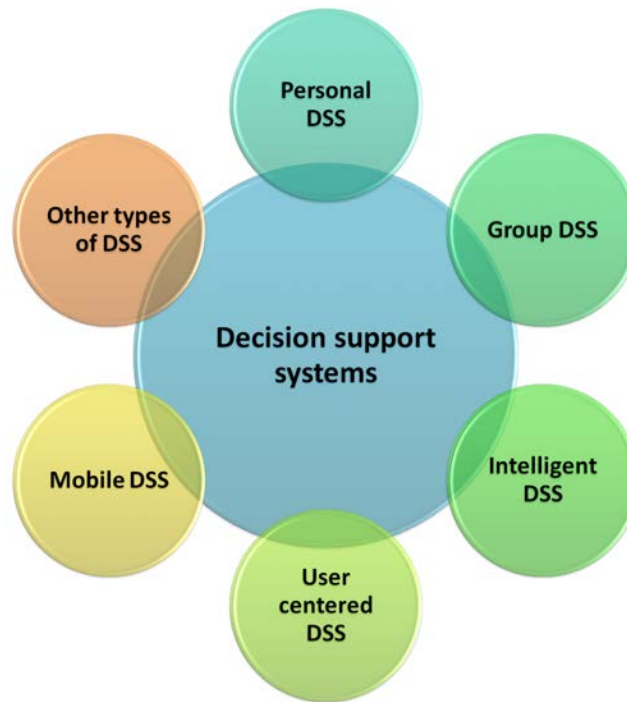 Personal
DSS
Other types
of DSS
Group DSS
Decision support
systems
Mobile DSS
Intelligent
DSS
User
centered
DSS